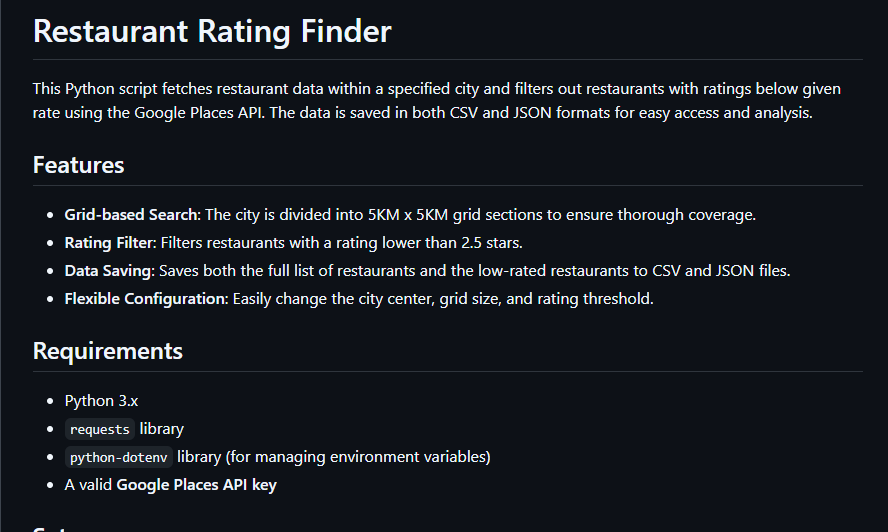 Restaurant Rating Finder
This Python script fetches restaurant data within a specified city and filters out restaurants with ratings below given
rate using the Google Places API. The data is saved in both CSV and JSON formats for easy access and analysis.
Features
• Grid-based Search: The city is divided into 5KM x 5KM grid sections to ensure thorough coverage.
• Rating Filter: Filters restaurants with a rating lower than 2.5 stars.
• Data Saving: Saves both the full list of restaurants and the low-rated restaurants to CSV and JSON files.
• Flexible Configuration: Easily change the city center, grid size, and rating threshold.
Requirements
• Python 3.x
• requests library
• python-dotenv library (for managing environment variables)
• A valid Google Places API key